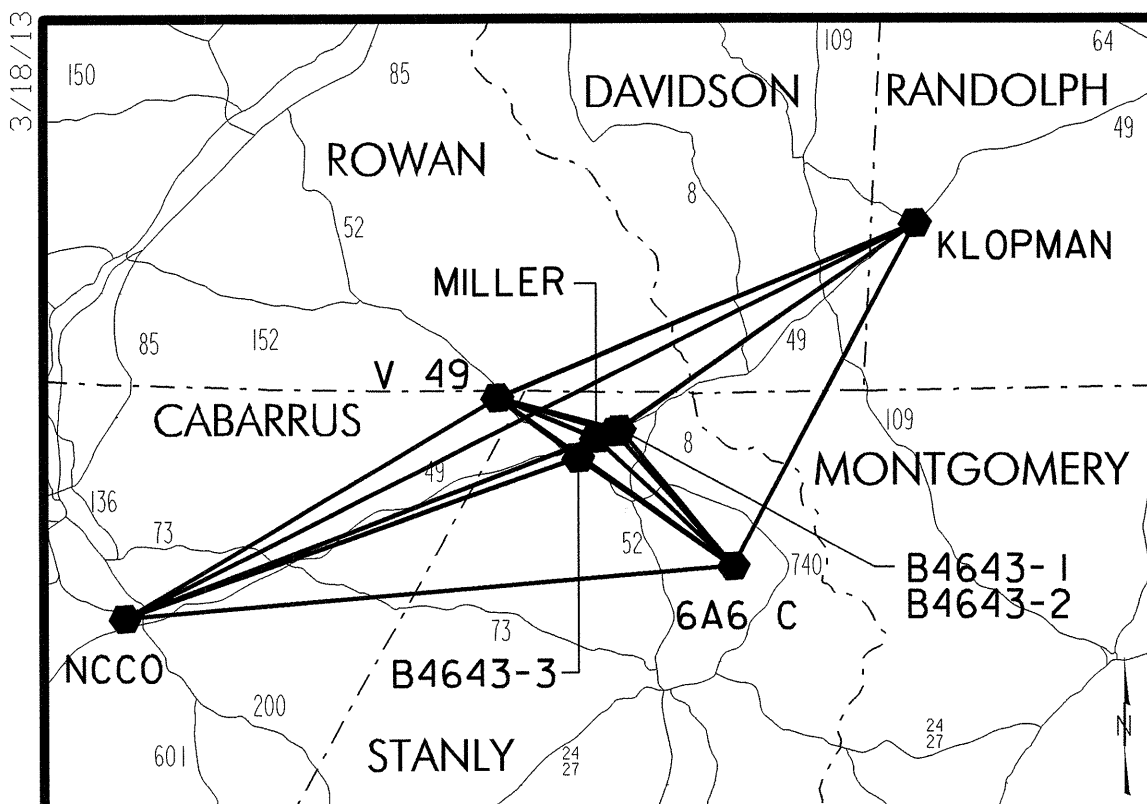 3/18/13
150
85
109
64
DAVIDSON
RANDOLPH
49
ROWAN
8
52
KLOPMAN
MILLER
85
152
49
V 49
CABARRUS
109
8
49
MONTGOMERY
136
73
52
740
B4643-1
B4643-2
6A6 C
NCCO
73
B4643-3
200
601
STANLY
24
27
24
27
N